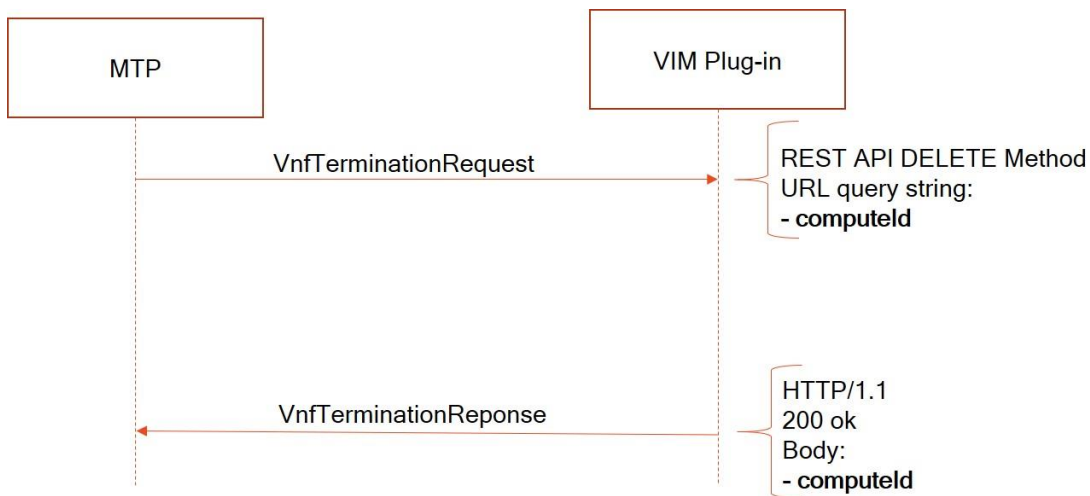 MTP
VIM Plug-in
VnfTerminationRequest
REST API DELETE Method
URL query string:
- computeId
VnfTerminationReponse
HTTP/1.1
200 ok
Body:
- computeId